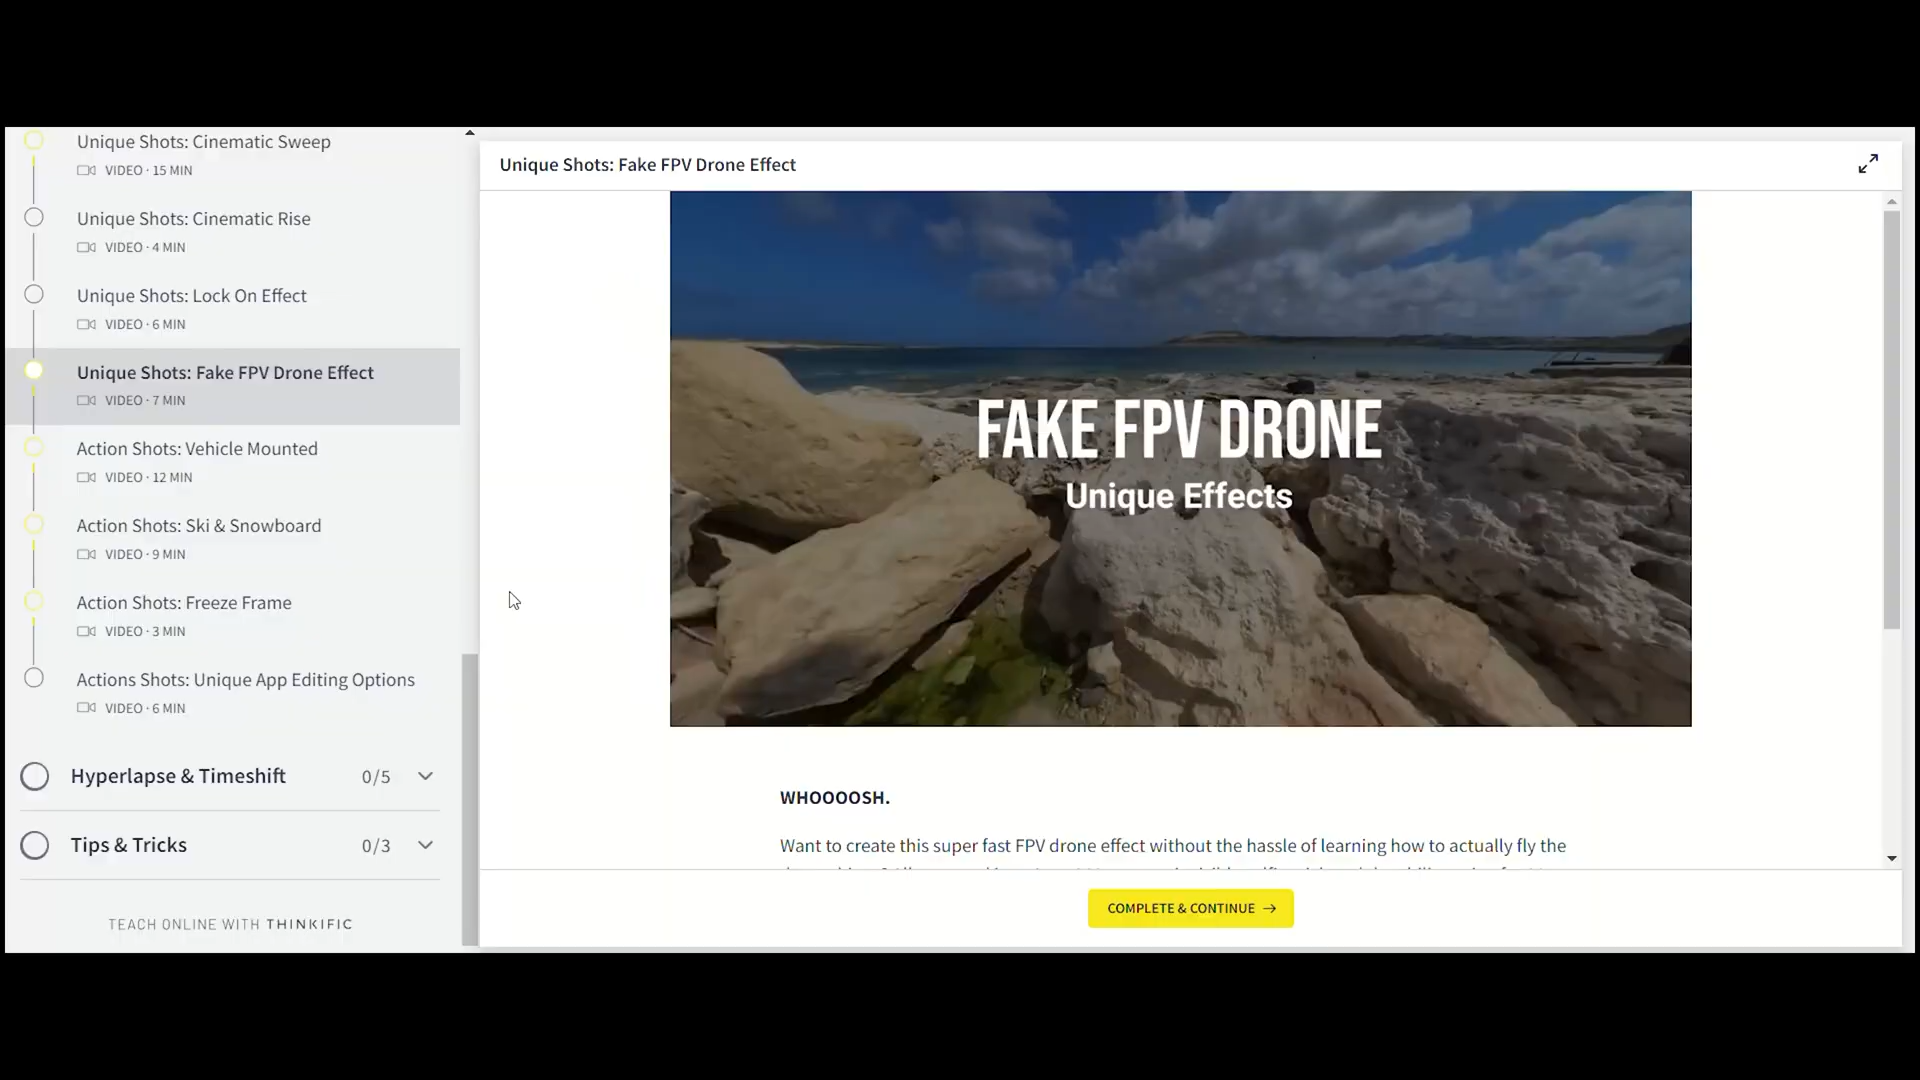 Unique Shots: Cinematic Sweep
VIDEO · 15 MIN
Unique Shots: Cinematic Rise
VIDEO · 4 MIN
Unique Shots: Lock On Effect
VIDEO · 6 MIN
Unique Shots: Fake FPV Drone Effect
VIDEO · 7 MIN
Action Shots: Vehicle Mounted
VIDEO · 12 MIN
Action Shots: Ski & Snowboard
VIDEO · 9 MIN
Action Shots: Freeze Frame
VIDEO · 3 MIN
Actions Shots: Unique App Editing Options
VIDEO · 6 MIN
Hyperlapse & Timeshift 0/5
Tips & Tricks 0/3
TEACH ONLINE WITH THINKIFIC
Unique Shots: Fake FPV Drone Effect
FAKE FPV DRONE
Unique Effects
WHOOOOSH.
Want to create this super fast FPV drone effect without the hassle of learning how to actually fly the
COMPLETE & CONTINUE →